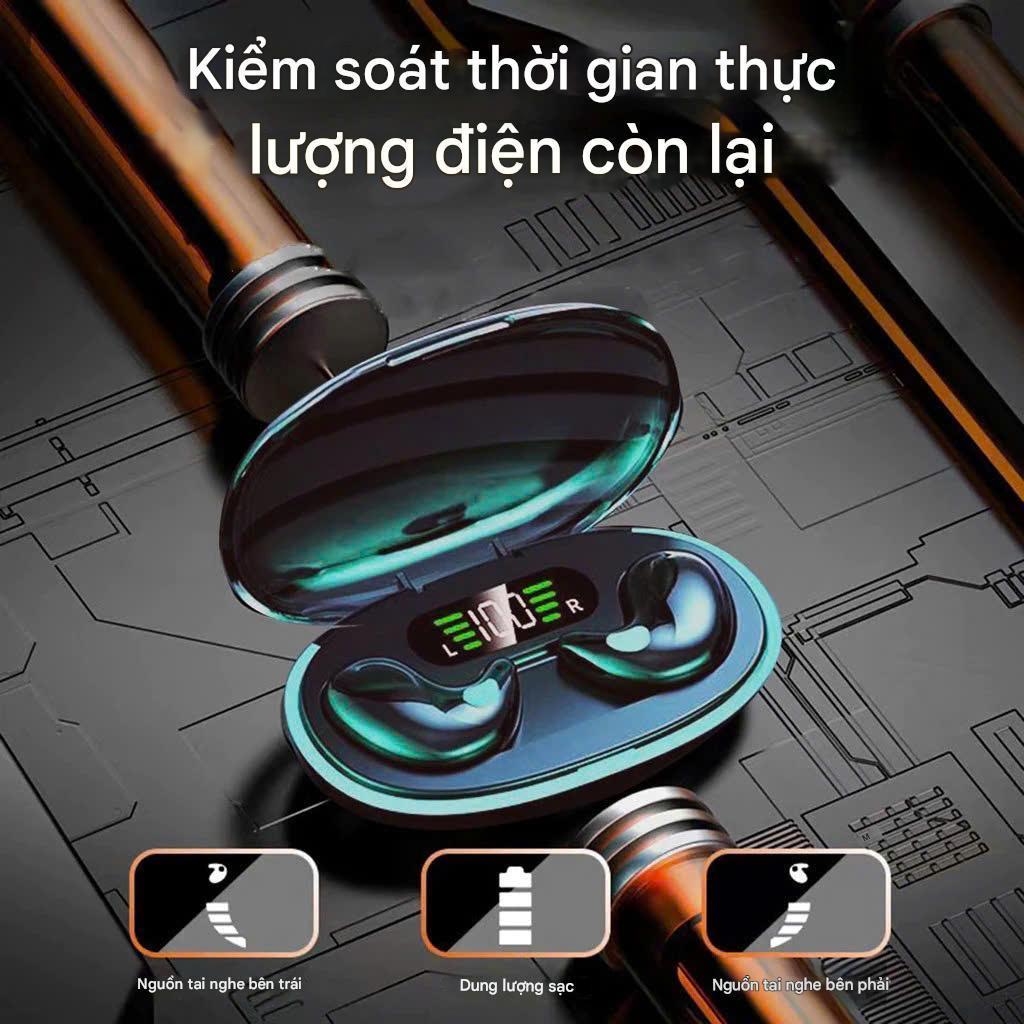 Kiểm soát thời gian thực
lượng điện còn lại
L 100 R
Nguồn tai nghe bên trái
Dung lượng sạc
Nguồn tai nghe bên phải